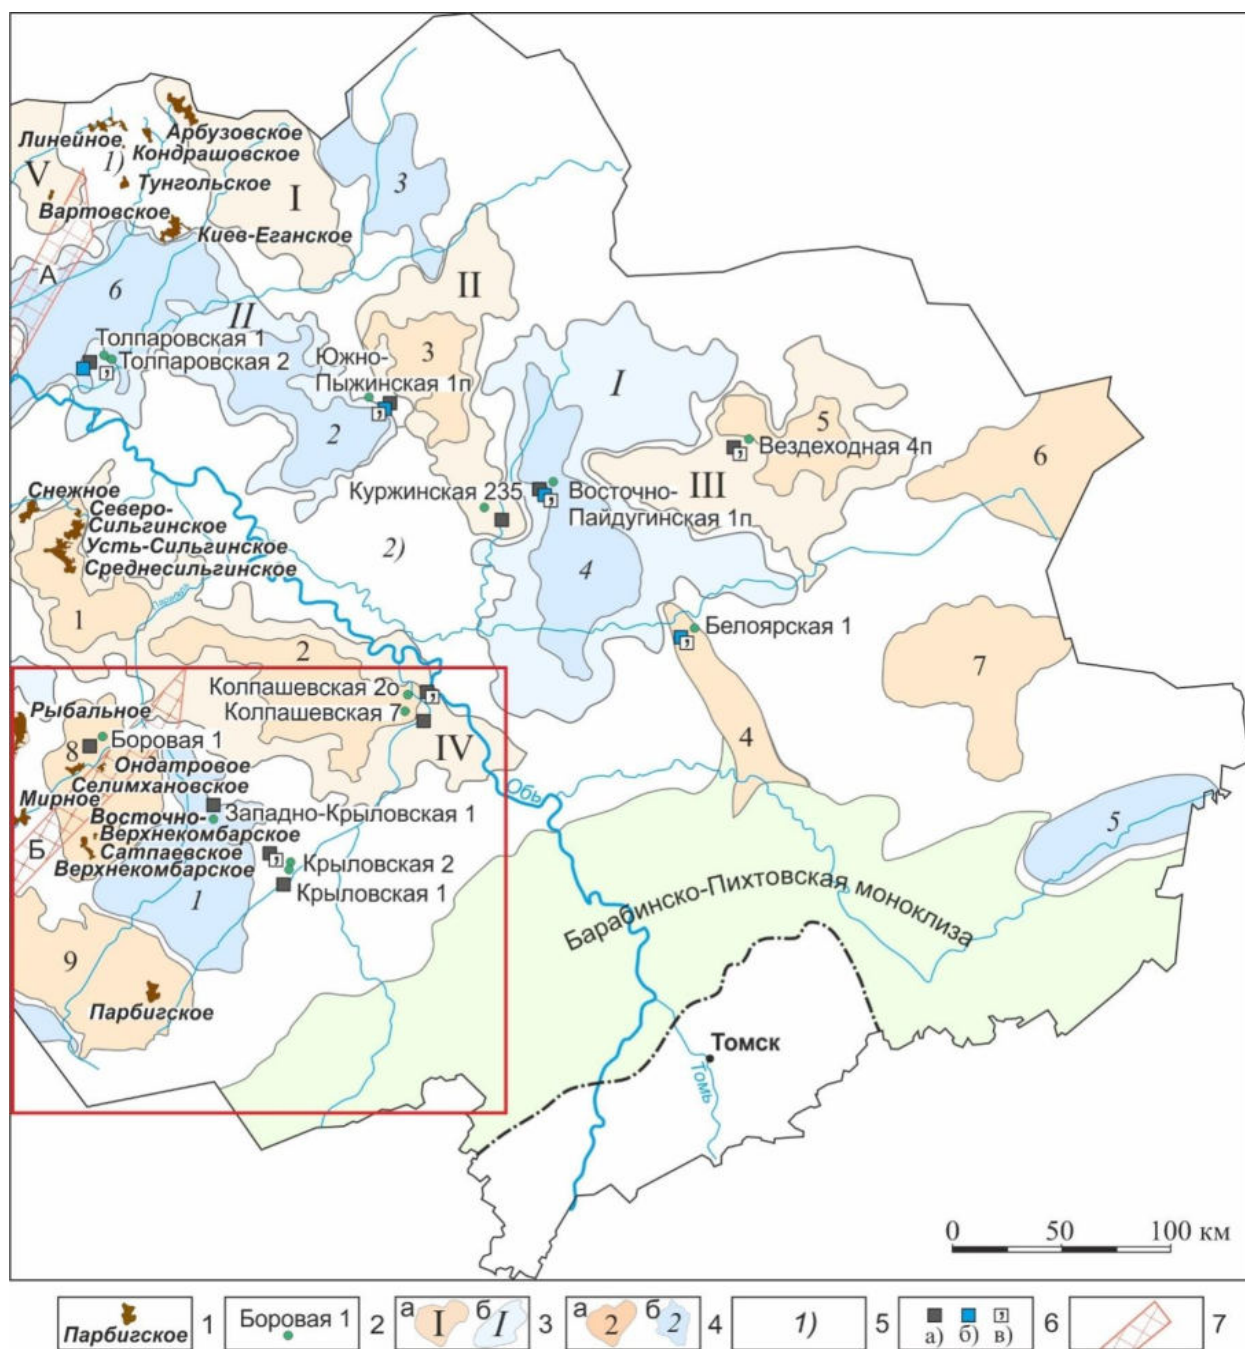 Линейное
Арбузовское
Кондрашовское
1)
Тунгольское
V
I
3
Вартовское
Киев-Еганское
А
6
II
II
Толпаровская 1
Толпаровская 2
Южно-
Пыжинская 1п
3
I
5
2
Вездеходная 4п
6
III
Снежное
Северо-
Сильгинское
Усть-Сильгинское
Среднесильгинское
Куржинская 235
Восточно-
Пайдугинская 1п
2)
4
1
2
Белоярская 1
7
Колпашевская 2о
Колпашевская 7
IV
4
Рыбальное
Боровая 1
8
Ондатровое
Селимхановское
Мирное
Западно-Крыловская 1
Восточно-
Верхнекомбарское
Б
Сатпаевское
Верхнекомбарское
Крыловская 2
Крыловская 1
1
Обь
5
Барабинско-Пихтовская моноклиза
9
Парбигское
Томск
Томь
0 50 100 км
Парбигское 1
Боровая 1 2
а I б I 3
а 2 б 2 4
1) 5
а) б) в) 6
7